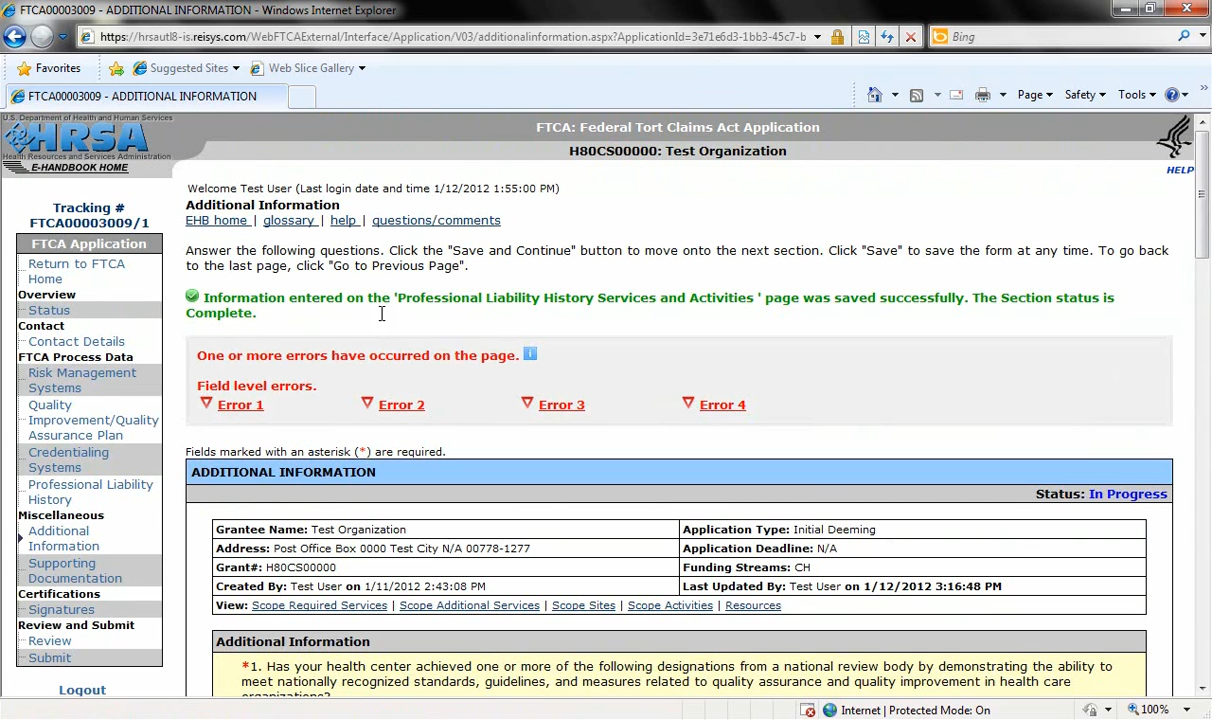 FTCA00003009 - ADDITIONAL INFORMATION - Windows Internet Explorer
https://hrsautl8-is.reisys.com/WebFTCAExternal/Interface/Application/V03/additionalinformation.aspx?ApplicationId=3e71e6d3-1bb3-45c7-b
Bing
Favorites
Suggested Sites
Web Slice Gallery
FTCA00003009 - ADDITIONAL INFORMATION
Page
Safety
Tools
U.S. Department of Health and Human Services
HRSA
Health Resources and Services Administration
E-HANDBOOK HOME
FTCA: Federal Tort Claims Act Application
H80CS00000: Test Organization
HELP
Tracking #
FTCA00003009/1
FTCA Application
Return to FTCA
Home
Overview
Status
Contact
Contact Details
FTCA Process Data
Risk Management
Systems
Quality
Improvement/Quality
Assurance Plan
Credentialing
Systems
Professional Liability
History
Miscellaneous
Additional
Information
Supporting
Documentation
Certifications
Signatures
Review and Submit
Review
Submit
Logout
Welcome Test User (Last login date and time 1/12/2012 1:55:00 PM)
Additional Information
EHB home | glossary | help | questions/comments
Answer the following questions. Click the "Save and Continue" button to move onto the next section. Click "Save" to save the form at any time. To go back
to the last page, click "Go to Previous Page".
Information entered on the 'Professional Liability History Services and Activities ' page was saved successfully. The Section status is
Complete.
One or more errors have occurred on the page.
Field level errors.
Error 1 Error 2 Error 3 Error 4
Fields marked with an asterisk (*) are required.
ADDITIONAL INFORMATION
Status: In Progress
Grantee Name: Test Organization Application Type: Initial Deeming
Address: Post Office Box 0000 Test City N/A 00778-1277 Application Deadline: N/A
Grant#: H80CS00000 Funding Streams: CH
Created By: Test User on 1/11/2012 2:43:08 PM Last Updated By: Test User on 1/12/2012 3:16:48 PM
View: Scope Required Services | Scope Additional Services | Scope Sites | Scope Activities | Resources
Additional Information
*1. Has your health center achieved one or more of the following designations from a national review body by demonstrating the ability to
meet nationally recognized standards, guidelines, and measures related to quality assurance and quality improvement in health care
organizations?
Internet | Protected Mode: On
100%